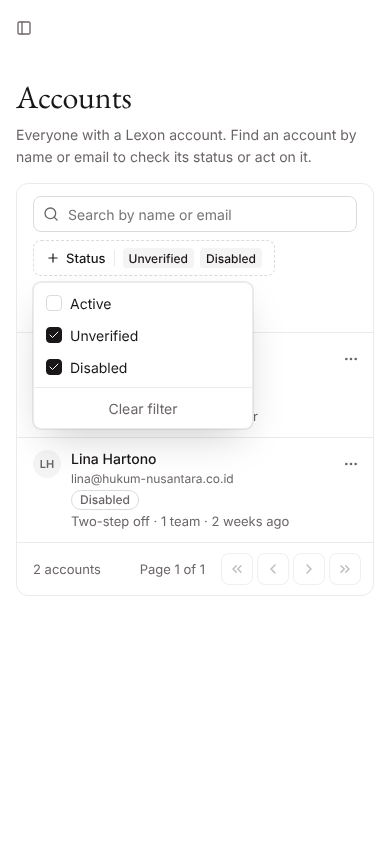 Accounts
Everyone with a Lexon account. Find an account by
name or email to check its status or act on it.
Search by name or email
Status Unverified Disabled
Active
Unverified
Disabled
Clear filter
LH Lina Hartono
lina@hukum-nusantara.co.id
Disabled
Two-step off · 1 team · 2 weeks ago
2 accounts Page 1 of 1